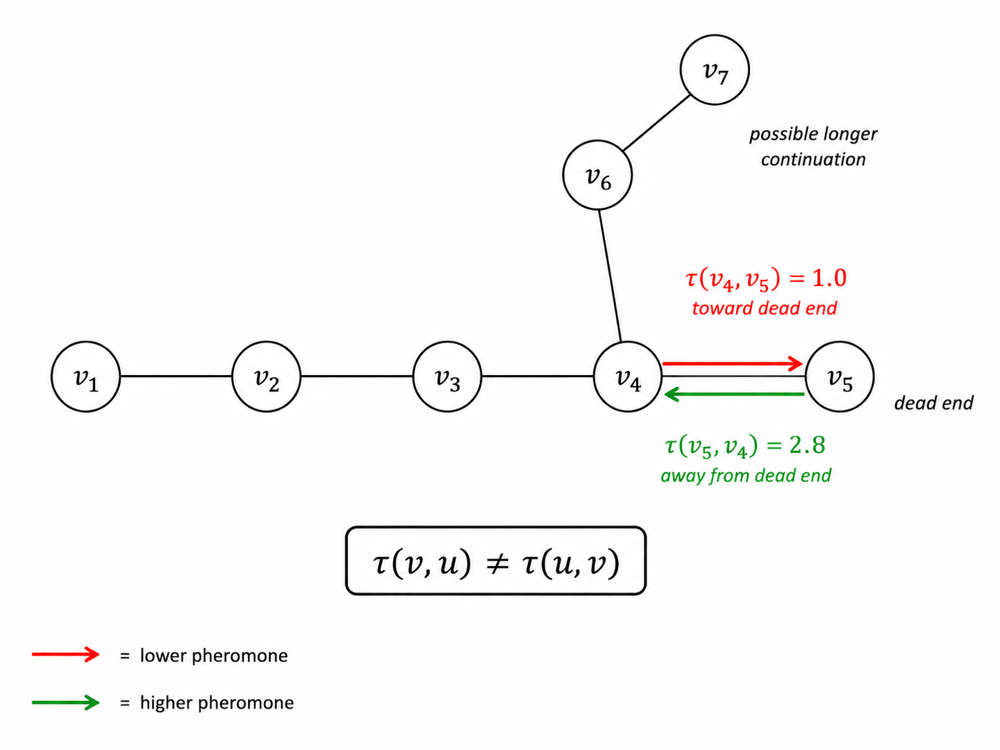 v₇
possible longer
continuation
v₆
τ(v₄, v₅) = 1.0
toward dead end
v₁
v₂
v₃
v₄
v₅
dead end
τ(v₅, v₄) = 2.8
away from dead end
τ(v, u) ≠ τ(u, v)
= lower pheromone
= higher pheromone